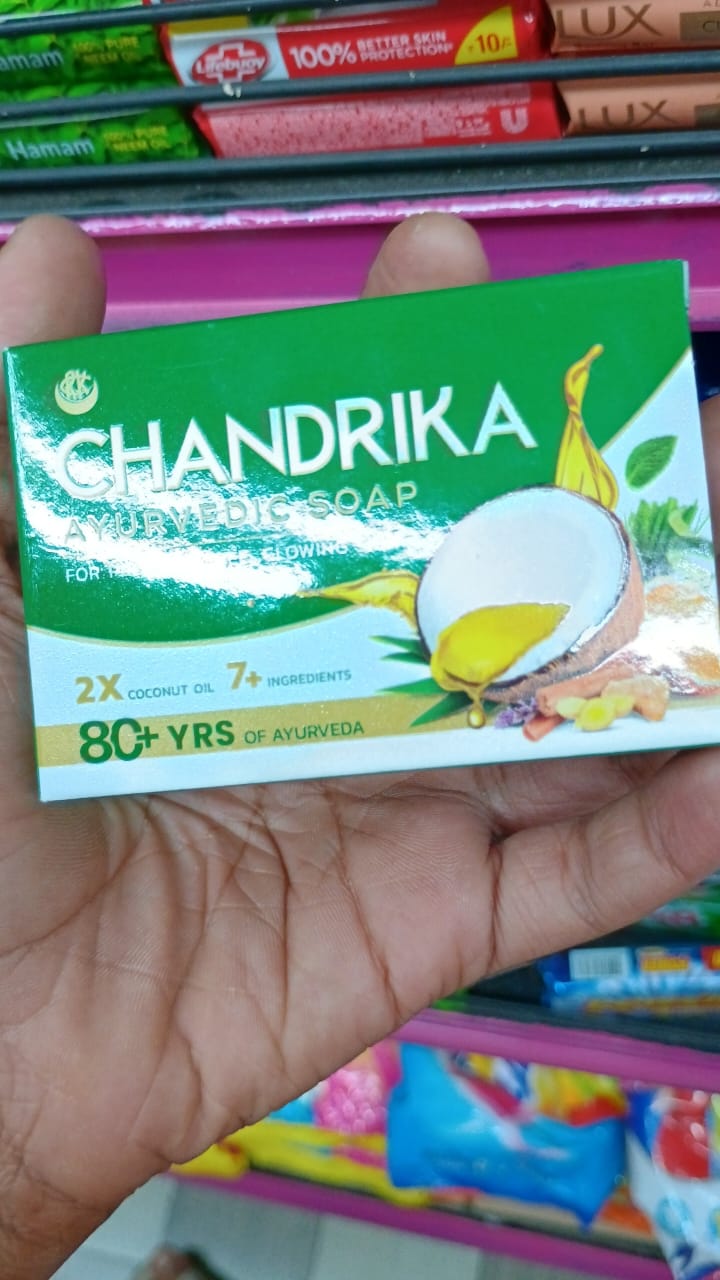 Hamam
100% PURE
NEEM OIL
Lifebuoy
100% BETTER SKIN
PROTECTION*
₹10/-
LUX
Hamam
100% PURE
NEEM OIL
LUX
CHANDRIKA
AYURVEDIC SOAP
FOR
GLOWING
2X COCONUT OIL 7+ INGREDIENTS
80+ YRS OF AYURVEDA